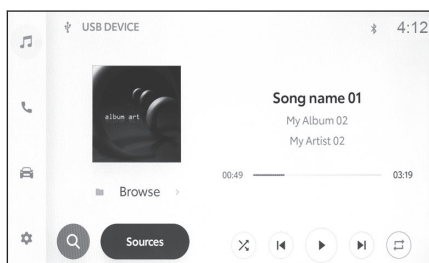 USB DEVICE
4:12
album art
Song name 01
My Album 02
My Artist 02
00:49
03:19
Browse
Sources